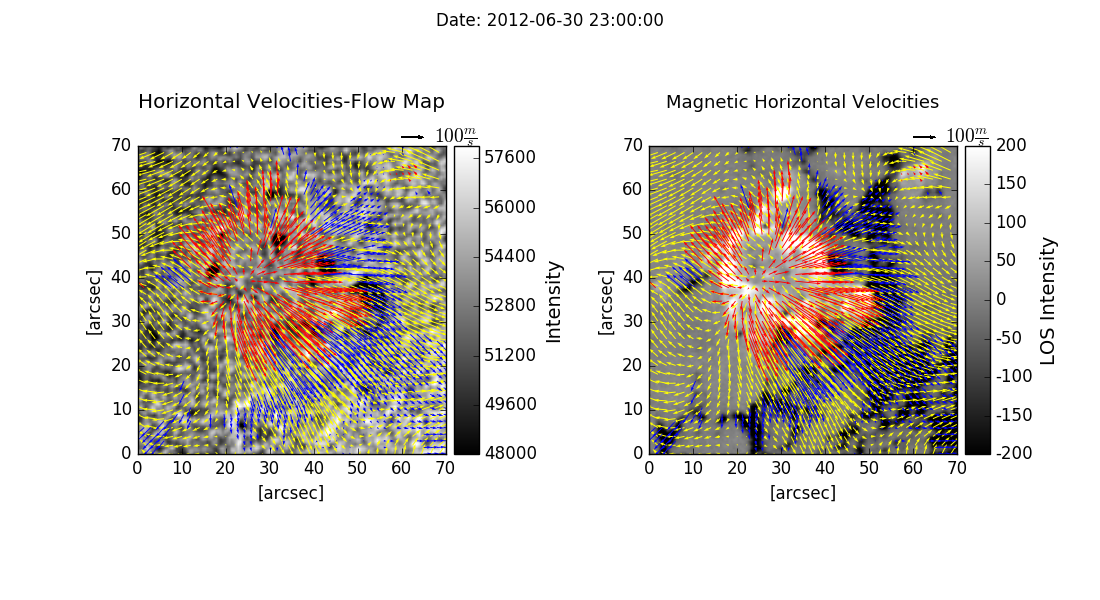 Date: 2012-06-30 23:00:00
Horizontal Velocities-Flow Map
100 m/s
70
60
50
40
30
20
10
0
[arcsec]
0 10 20 30 40 50 60 70
[arcsec]
57600
56000
54400
52800
51200
49600
48000
Intensity
Magnetic Horizontal Velocities
100 m/s
70
60
50
40
30
20
10
0
[arcsec]
0 10 20 30 40 50 60 70
[arcsec]
200
150
100
50
0
-50
-100
-150
-200
LOS Intensity